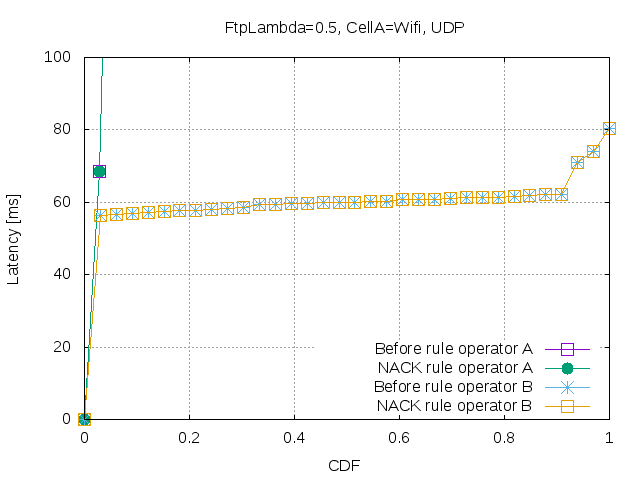 FtpLambda=0.5, CellA=Wifi, UDP
100
80
60
40
20
0
Latency [ms]
Before rule operator A
NACK rule operator A
Before rule operator B
NACK rule operator B
0 0.2 0.4 0.6 0.8 1
CDF